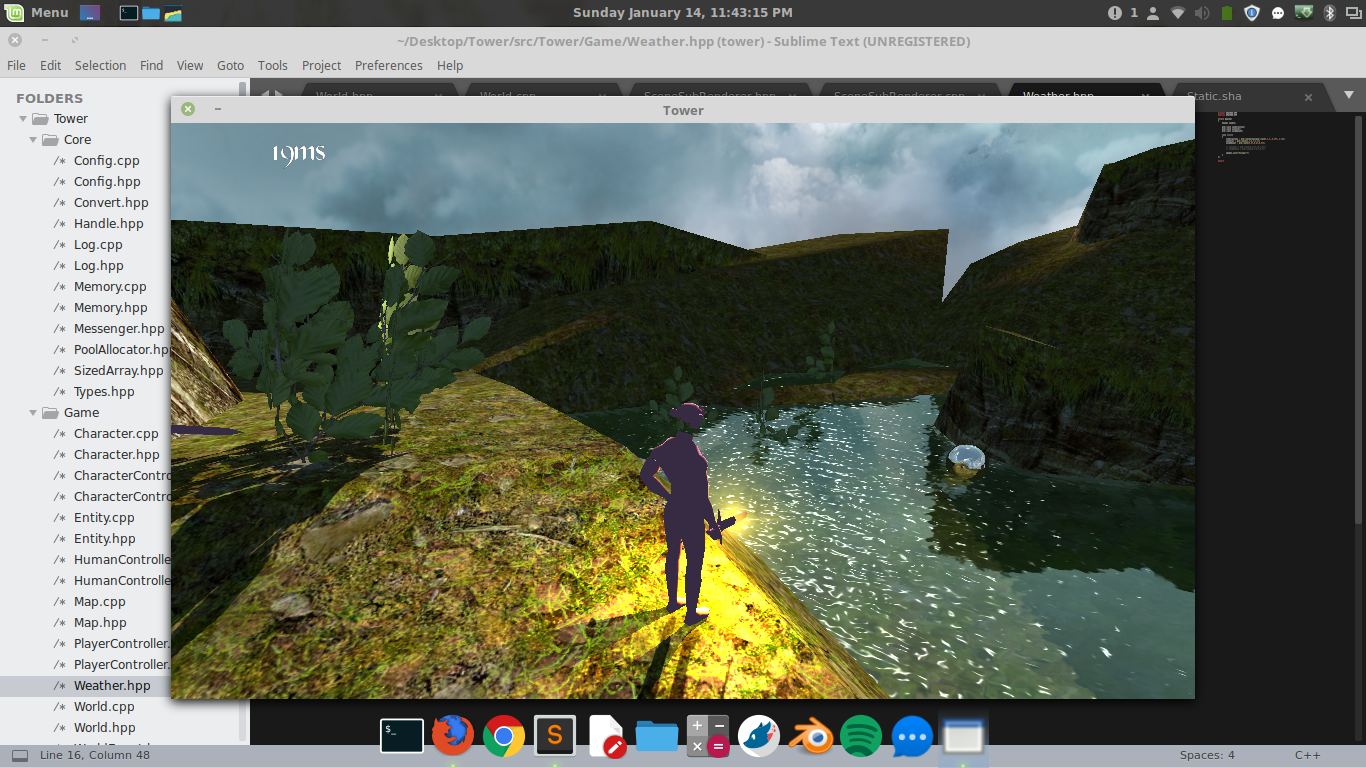 Menu
Sunday January 14, 11:43:15 PM
1
~/Desktop/Tower/src/Tower/Game/Weather.hpp (tower) - Sublime Text (UNREGISTERED)
File Edit Selection Find View Goto Tools Project Preferences Help
World.hpp World.cpp SceneSubRenderer.hpp SceneSubRenderer.cpp Weather.hpp Static.sha
FOLDERS
Tower
Tower
19ms
Core
/* Config.cpp
/* Config.hpp
/* Convert.hpp
/* Handle.hpp
/* Log.cpp
/* Log.hpp
/* Memory.cpp
/* Memory.hpp
/* Messenger.hpp
/* PoolAllocator.hp
/* SizedArray.hpp
/* Types.hpp
Game
/* Character.cpp
/* Character.hpp
/* CharacterContro
/* CharacterContro
/* Entity.cpp
/* Entity.hpp
/* HumanControlle
/* HumanControlle
/* Map.cpp
/* Map.hpp
/* PlayerController.
/* PlayerController.
/* Weather.hpp
/* World.cpp
/* World.hpp
$_
S
Line 16, Column 48
Spaces: 4
C++